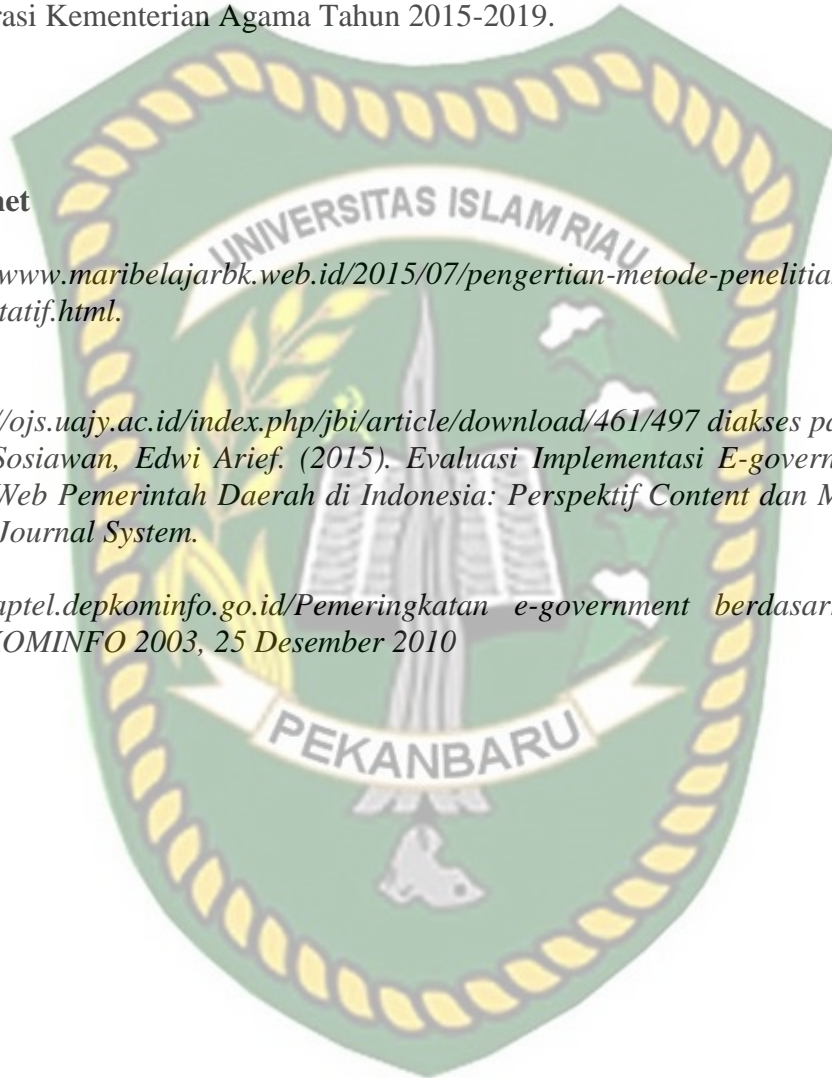 rasi Kementerian Agama Tahun 2015-2019.
net
UNIVERSITAS ISLAM RIAU
www.maribelajarbk.web.id/2015/07/pengertian-metode-penelitia
tatif.html.
//ojs.uajy.ac.id/index.php/jbi/article/download/461/497 diakses pa
Sosiawan, Edwi Arief. (2015). Evaluasi Implementasi E-govern
Web Pemerintah Daerah di Indonesia: Perspektif Content dan M
Journal System.
aptel.depkominfo.go.id/Pemeringkatan e-government berdasar
KOMINFO 2003, 25 Desember 2010
PEKANBARU